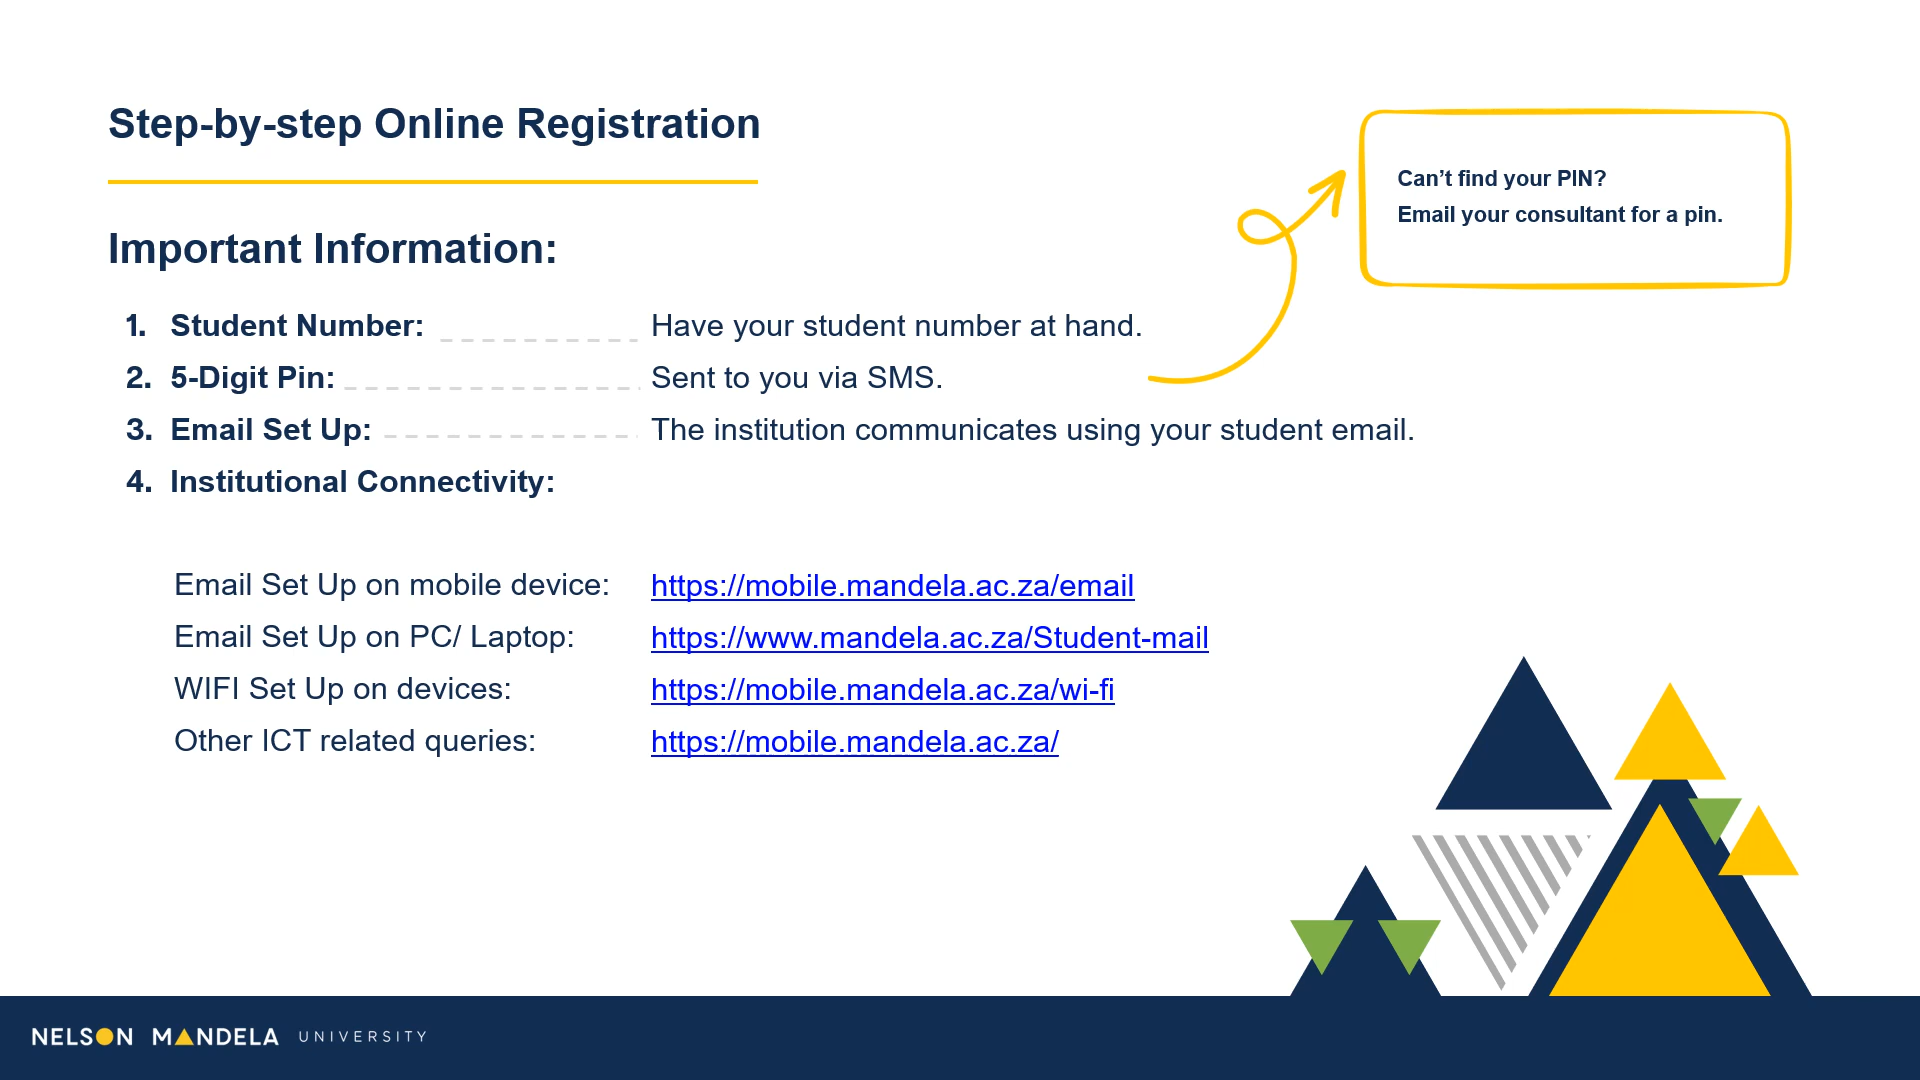 Step-by-step Online Registration
Can’t find your PIN?
Email your consultant for a pin.
Important Information:
1. Student Number: Have your student number at hand.
2. 5-Digit Pin: Sent to you via SMS.
3. Email Set Up: The institution communicates using your student email.
4. Institutional Connectivity:
Email Set Up on mobile device: https://mobile.mandela.ac.za/email
Email Set Up on PC/ Laptop: https://www.mandela.ac.za/Student-mail
WIFI Set Up on devices: https://mobile.mandela.ac.za/wi-fi
Other ICT related queries: https://mobile.mandela.ac.za/
NELSON MANDELA UNIVERSITY